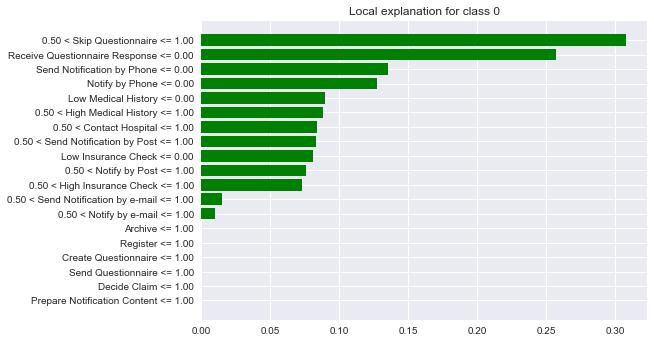 Local explanation for class 0
0.50 < Skip Questionnaire <= 1.00
Receive Questionnaire Response <= 0.00
Send Notification by Phone <= 0.00
Notify by Phone <= 0.00
Low Medical History <= 0.00
0.50 < High Medical History <= 1.00
0.50 < Contact Hospital <= 1.00
0.50 < Send Notification by Post <= 1.00
Low Insurance Check <= 0.00
0.50 < Notify by Post <= 1.00
0.50 < High Insurance Check <= 1.00
0.50 < Send Notification by e-mail <= 1.00
0.50 < Notify by e-mail <= 1.00
Archive <= 1.00
Register <= 1.00
Create Questionnaire <= 1.00
Send Questionnaire <= 1.00
Decide Claim <= 1.00
Prepare Notification Content <= 1.00
0.00 0.05 0.10 0.15 0.20 0.25 0.30